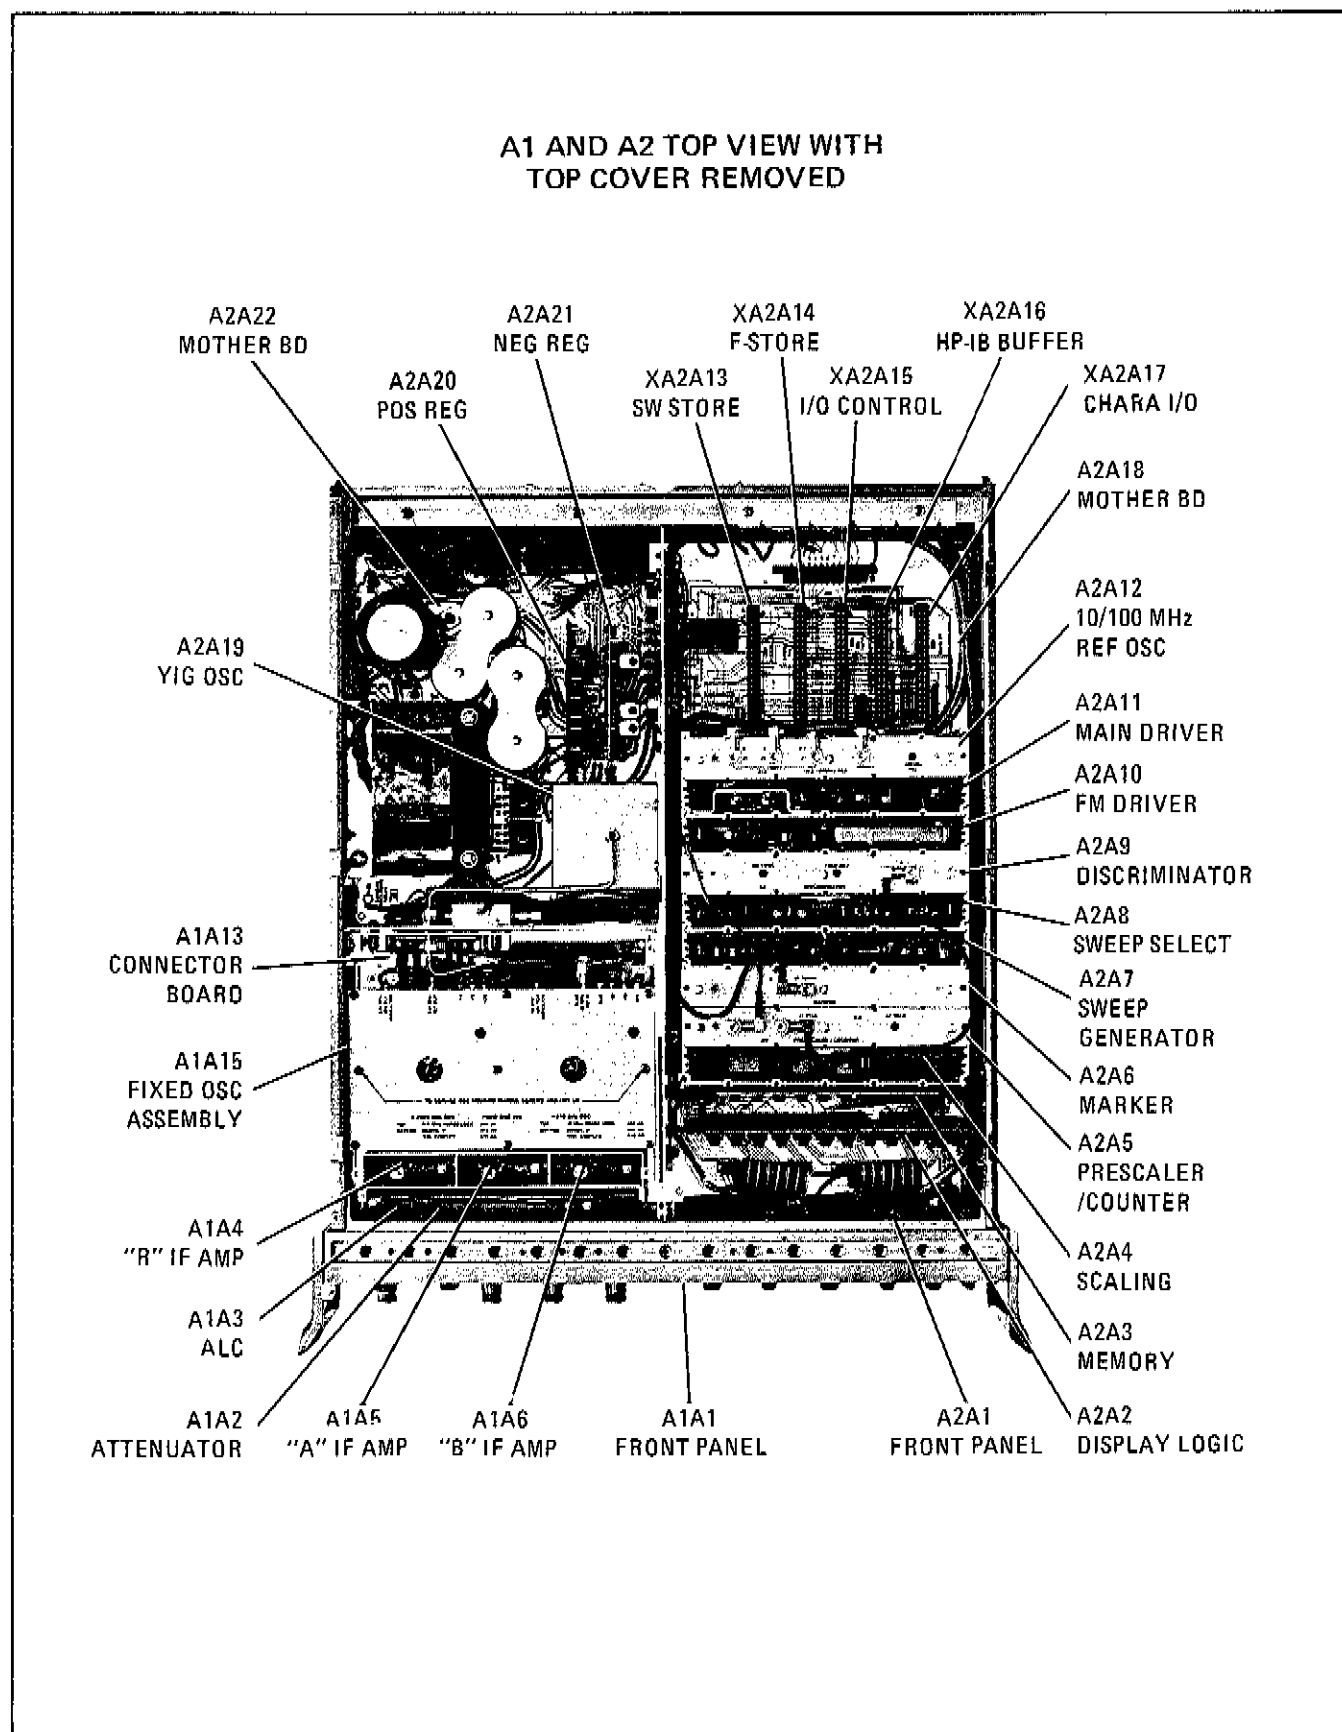 A1 AND A2 TOP VIEW WITH
TOP COVER REMOVED
A2A22
MOTHER BD
A2A21
NEG REG
XA2A14
F-STORE
XA2A16
HP-IB BUFFER
A2A20
POS REG
XA2A13
SW STORE
XA2A15
I/O CONTROL
XA2A17
CHARA I/O
A2A18
MOTHER BD
A2A12
10/100 MHz
REF OSC
A2A19
YIG OSC
A2A11
MAIN DRIVER
A2A10
FM DRIVER
A2A9
DISCRIMINATOR
A2A8
SWEEP SELECT
A1A13
CONNECTOR
BOARD
A2A7
SWEEP
GENERATOR
A1A15
FIXED OSC
ASSEMBLY
A2A6
MARKER
A2A5
PRESCALER
/COUNTER
A1A4
"R" IF AMP
A2A4
SCALING
A1A3
ALC
A2A3
MEMORY
A1A2
ATTENUATOR
A1A5
"A" IF AMP
A1A6
"B" IF AMP
A1A1
FRONT PANEL
A2A1
FRONT PANEL
A2A2
DISPLAY LOGIC